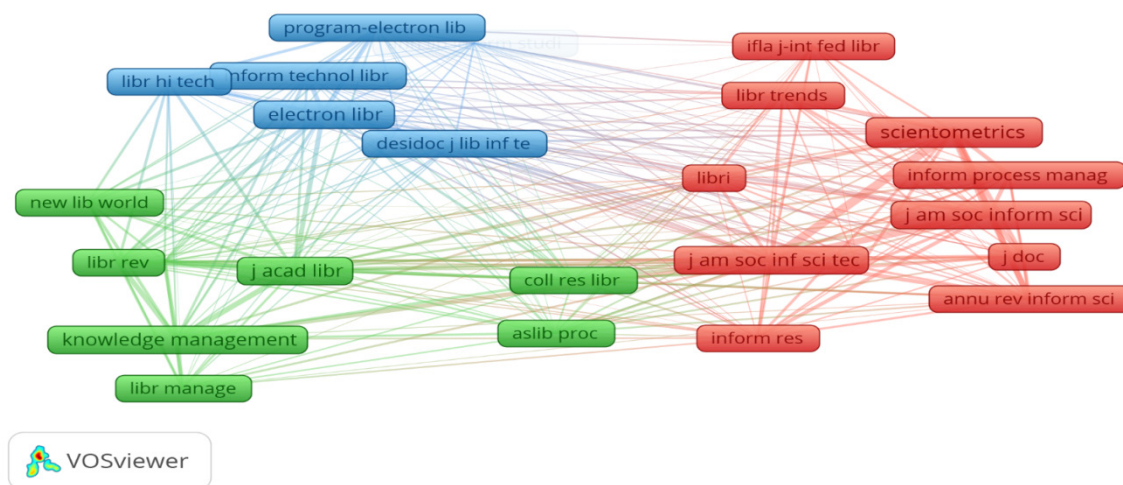 program-electron lib
ifla j-int fed libr
libr hi tech
inform technol libr
libr trends
electron libr
scientometrics
desidoc j lib inf te
libri
inform process manag
new lib world
j am soc inform sci
libr rev
j acad libr
coll res libr
j am soc inf sci tec
j doc
annu rev inform sci
aslib proc
knowledge management
inform res
libr manage
VOSviewer